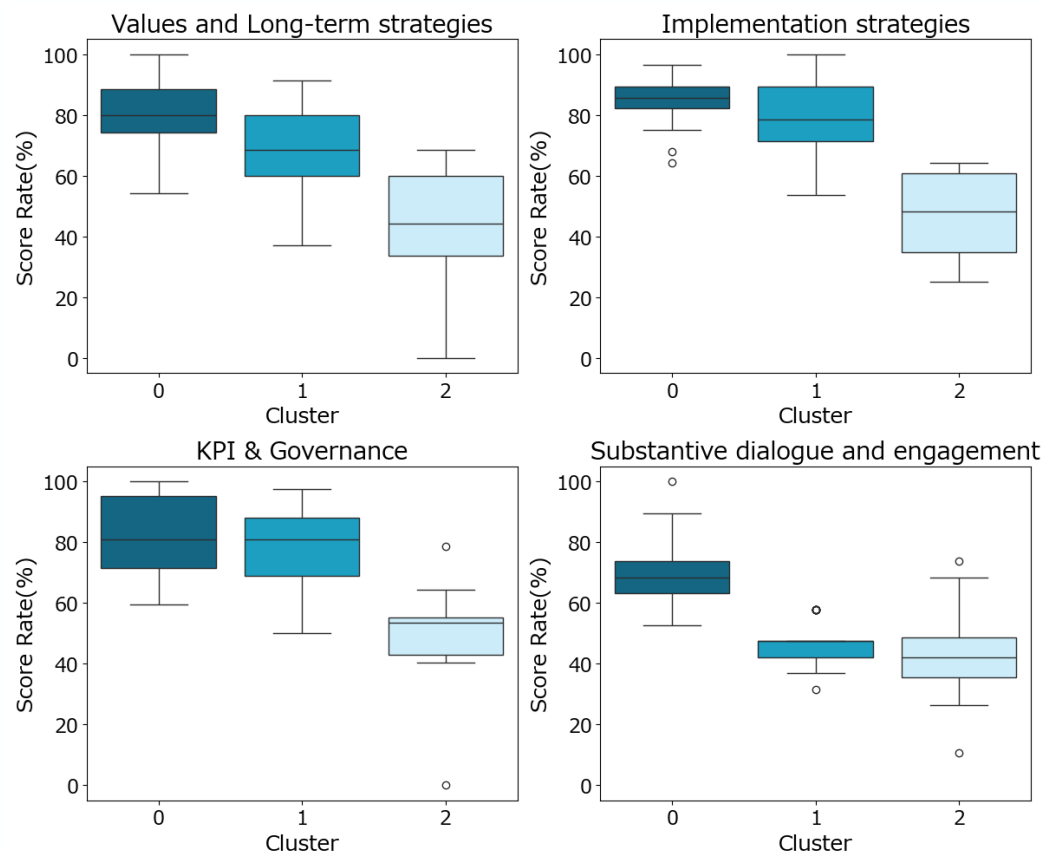 Values and Long-term strategies
Score Rate(%)
100
80
60
40
20
0
0 1 2
Cluster
Implementation strategies
Score Rate(%)
100
80
60
40
20
0
0 1 2
Cluster
KPI & Governance
Score Rate(%)
100
80
60
40
20
0
0 1 2
Cluster
Substantive dialogue and engagement
Score Rate(%)
100
80
60
40
20
0
0 1 2
Cluster